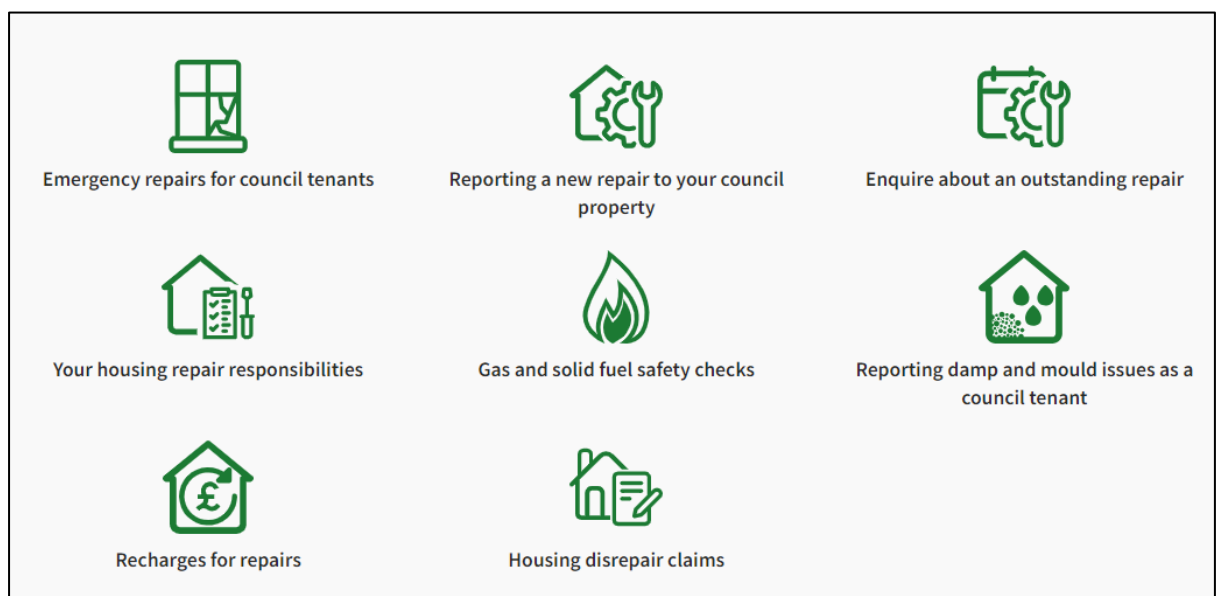 Emergency repairs for council tenants
Reporting a new repair to your council
property
Enquire about an outstanding repair
Your housing repair responsibilities
Gas and solid fuel safety checks
Reporting damp and mould issues as a
council tenant
£
Recharges for repairs
Housing disrepair claims